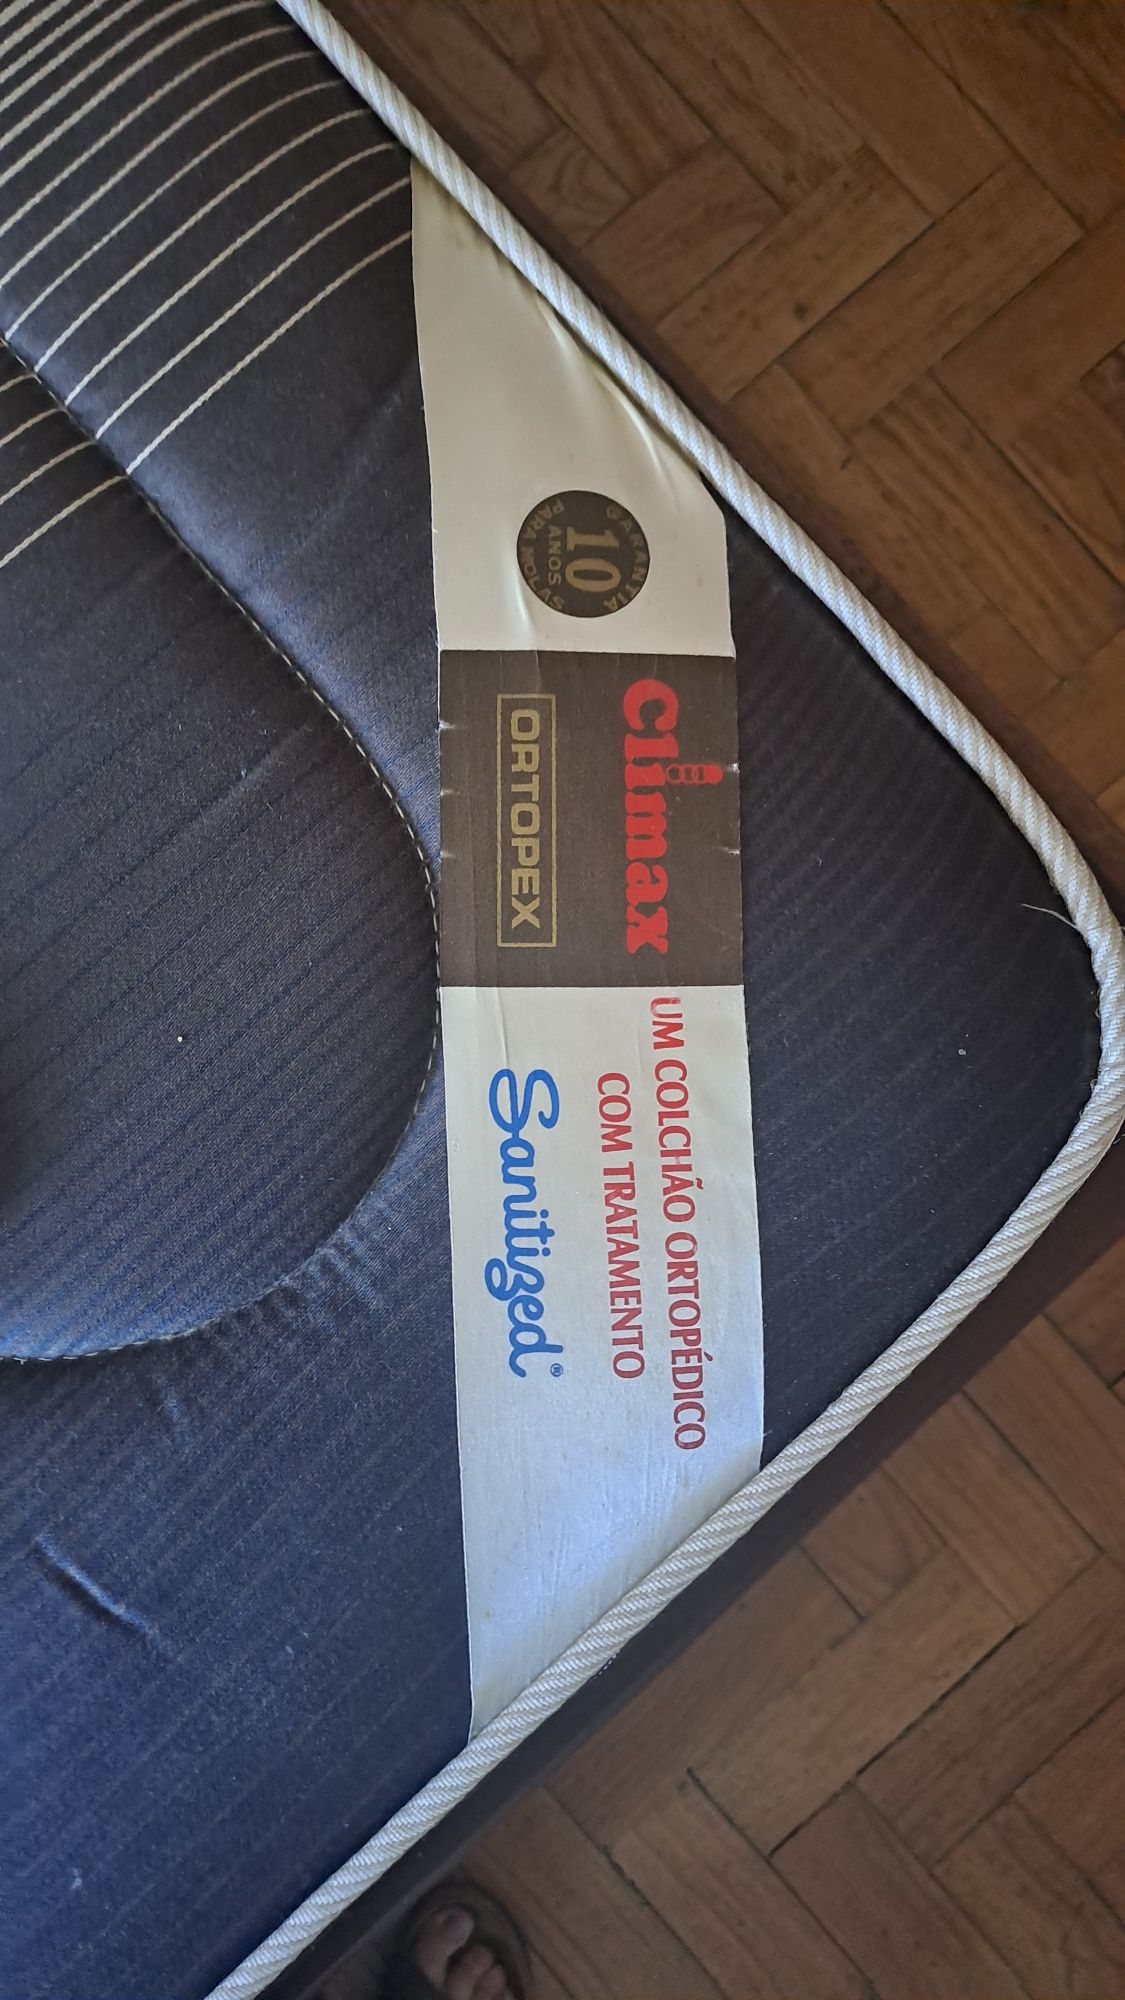 GARANTIA
10
ANOS
PARA MOLAS
climax
ORTOPEX
UM COLCHÃO ORTOPÉDICO
COM TRATAMENTO
Sanitized®